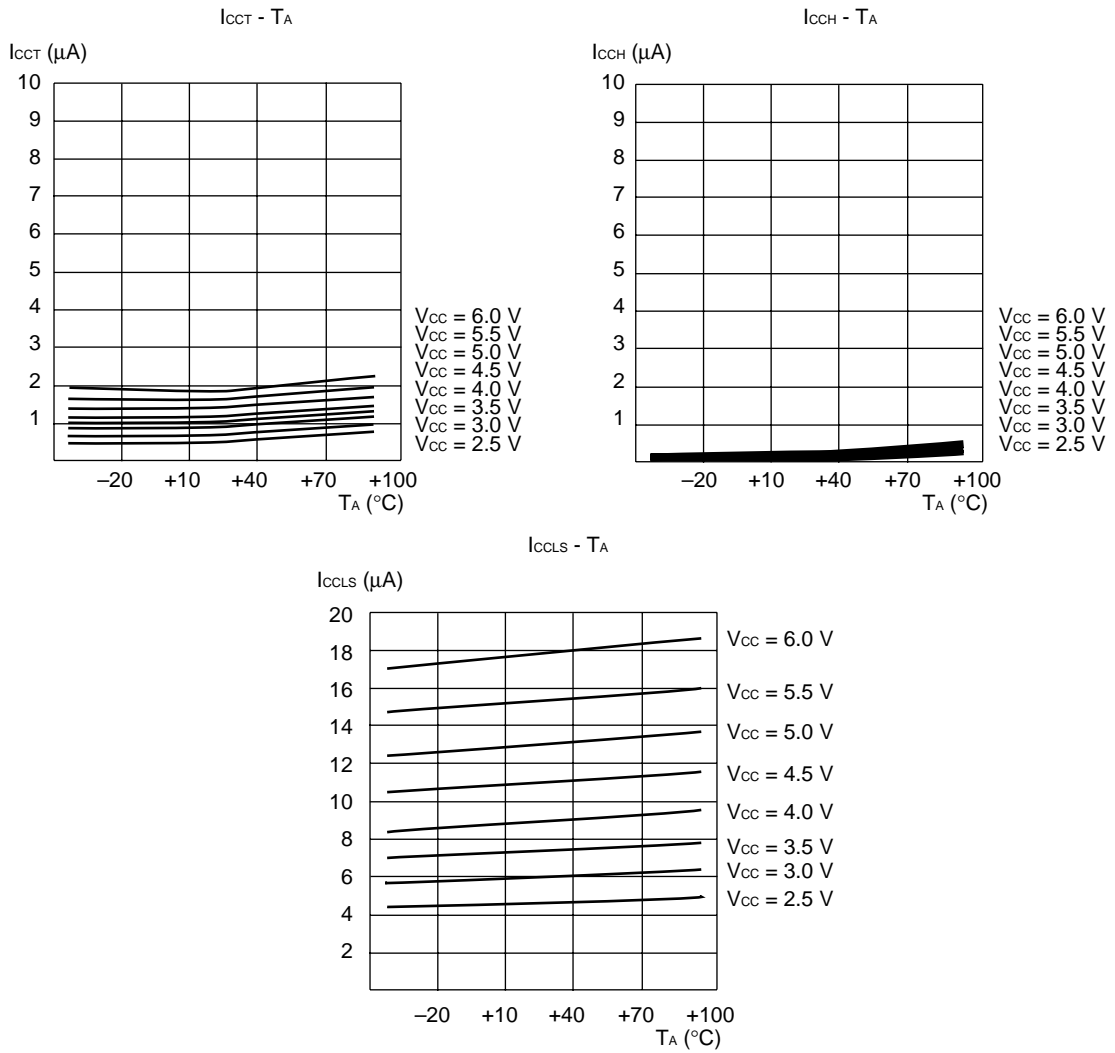 ICCT - TA
ICCT (μA)
10
9
8
7
6
5
4
3
2
1
VCC = 6.0 V
VCC = 5.5 V
VCC = 5.0 V
VCC = 4.5 V
VCC = 4.0 V
VCC = 3.5 V
VCC = 3.0 V
VCC = 2.5 V
–20 +10 +40 +70 +100
TA (°C)
ICCH - TA
ICCH (μA)
10
9
8
7
6
5
4
3
2
1
VCC = 6.0 V
VCC = 5.5 V
VCC = 5.0 V
VCC = 4.5 V
VCC = 4.0 V
VCC = 3.5 V
VCC = 3.0 V
VCC = 2.5 V
–20 +10 +40 +70 +100
TA (°C)
ICCLS - TA
ICCLS (μA)
20
18
16
14
12
10
8
6
4
2
VCC = 6.0 V
VCC = 5.5 V
VCC = 5.0 V
VCC = 4.5 V
VCC = 4.0 V
VCC = 3.5 V
VCC = 3.0 V
VCC = 2.5 V
–20 +10 +40 +70 +100
TA (°C)